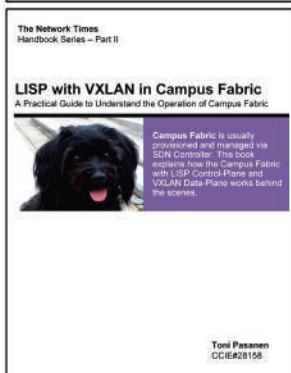 The Network Times
Handbook Series – Part II
LISP with VXLAN in Campus Fabric
A Practical Guide to Understand the Operation of Campus Fabric
Campus Fabric is usually
provisioned and managed via
SDN Controller. This book
explains how the Campus Fabric
with LISP Control-Plane and
VXLAN Data-Plane works behind
the scenes.
Toni Pasanen
CCIE#28158